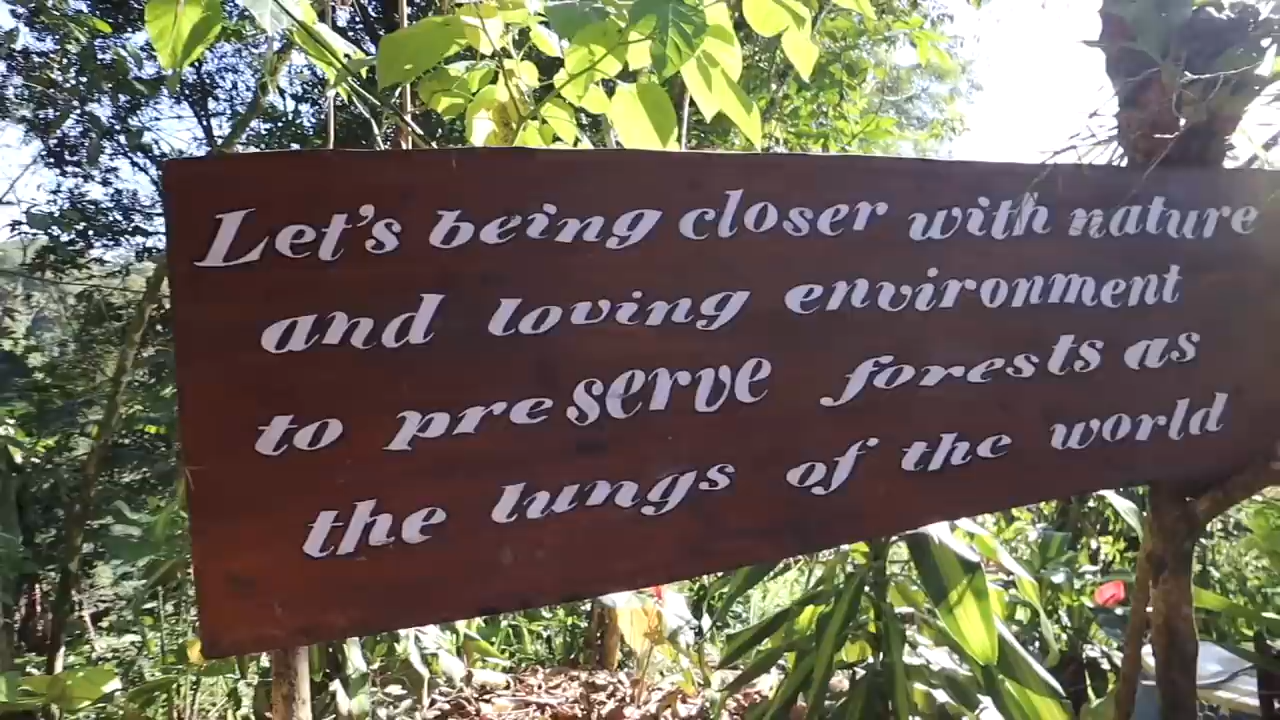 Let's being closer with nature
and loving environment
to preserve forests as
the lungs of the world